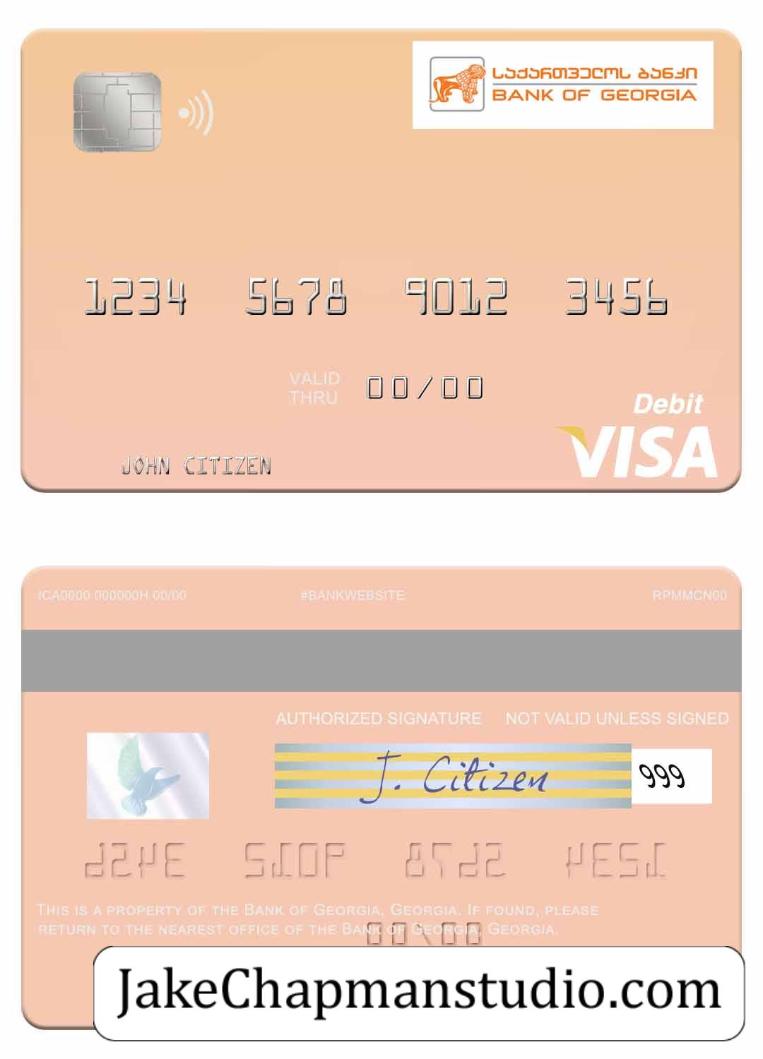 საქართველოს ბანკი
BANK OF GEORGIA
1234 5678 9012 3456
VALID
THRU 00/00
Debit
VISA
JOHN CITIZEN
ICA0000 000000H 00/00 #BANKWEBSITE RPMMCN00
AUTHORIZED SIGNATURE NOT VALID UNLESS SIGNED
J. Citizen 999
THIS IS A PROPERTY OF THE BANK OF GEORGIA, GEORGIA. IF FOUND, PLEASE
RETURN TO THE NEAREST OFFICE OF THE BANK OF GEORGIA, GEORGIA.
JakeChapmanstudio.com